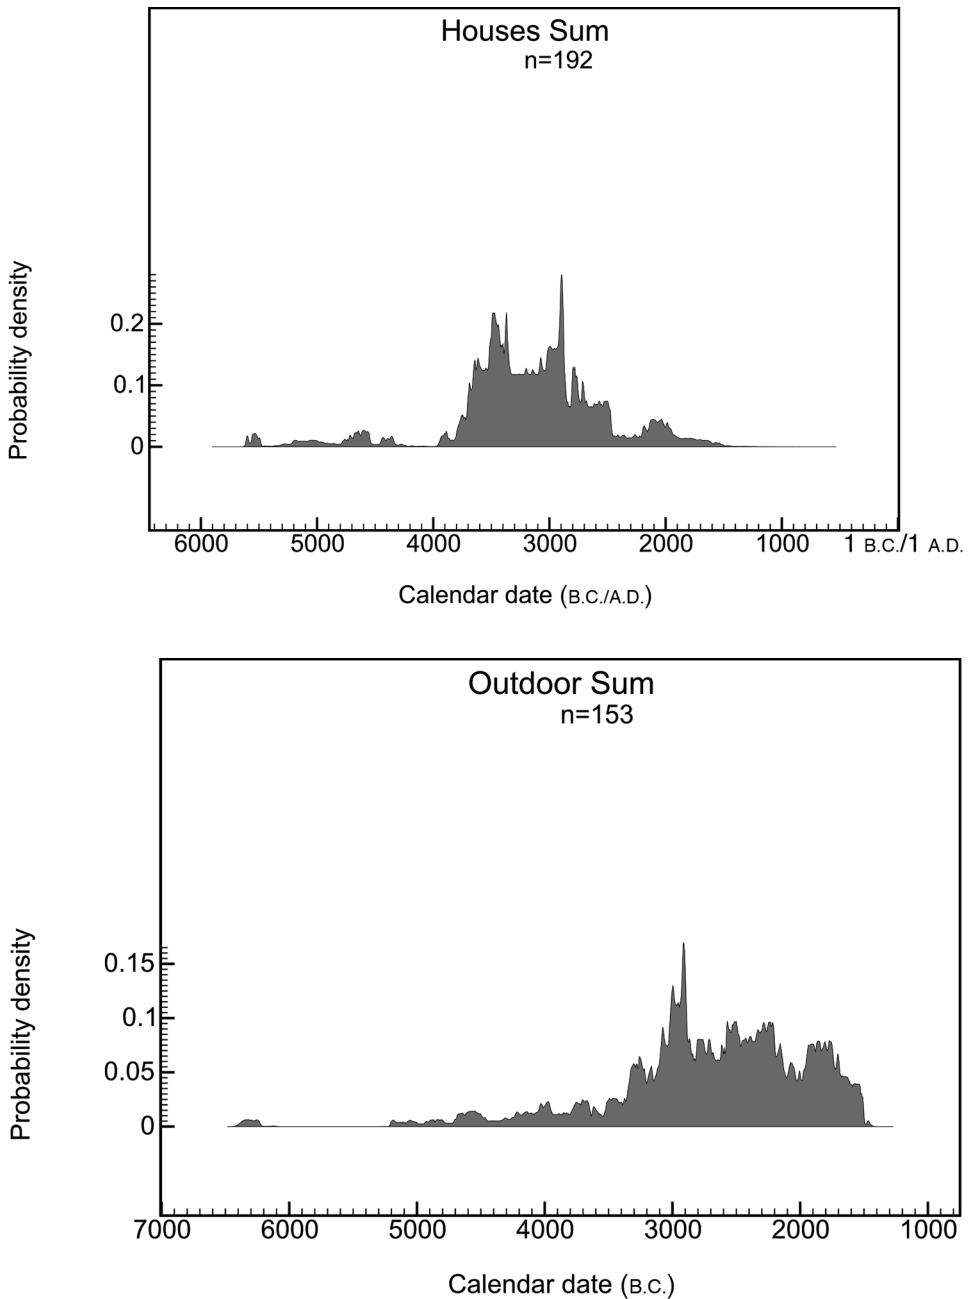 Houses Sum
n=192
Probability density
0.2
0.1
0
6000 5000 4000 3000 2000 1000 1 B.C./1 A.D.
Calendar date (B.C./A.D.)
Outdoor Sum
n=153
Probability density
0.15
0.1
0.05
0
7000 6000 5000 4000 3000 2000 1000
Calendar date (B.C.)